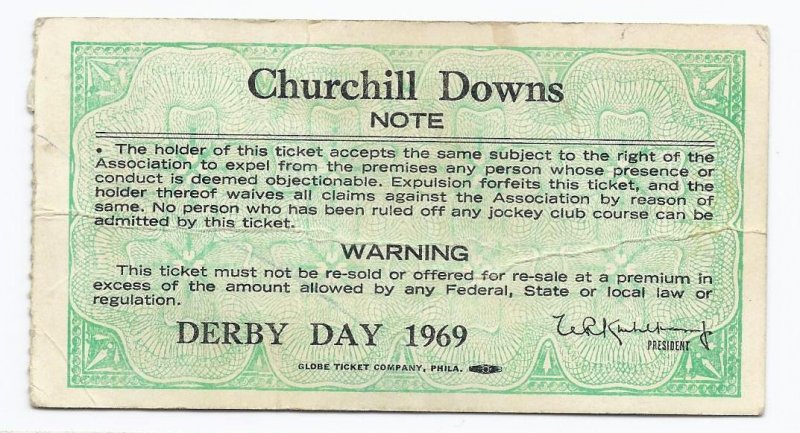 Churchill Downs
NOTE
• The holder of this ticket accepts the same subject to the right of the
Association to expel from the premises any person whose presence or
conduct is deemed objectionable. Expulsion forfeits this ticket, and the
holder thereof waives all claims against the Association by reason of
same. No person who has been ruled off any jockey club course can be
admitted by this ticket.
WARNING
This ticket must not be re-sold or offered for re-sale at a premium in
excess of the amount allowed by any Federal, State or local law or
regulation.
DERBY DAY 1969
PRESIDENT
GLOBE TICKET COMPANY, PHILA.